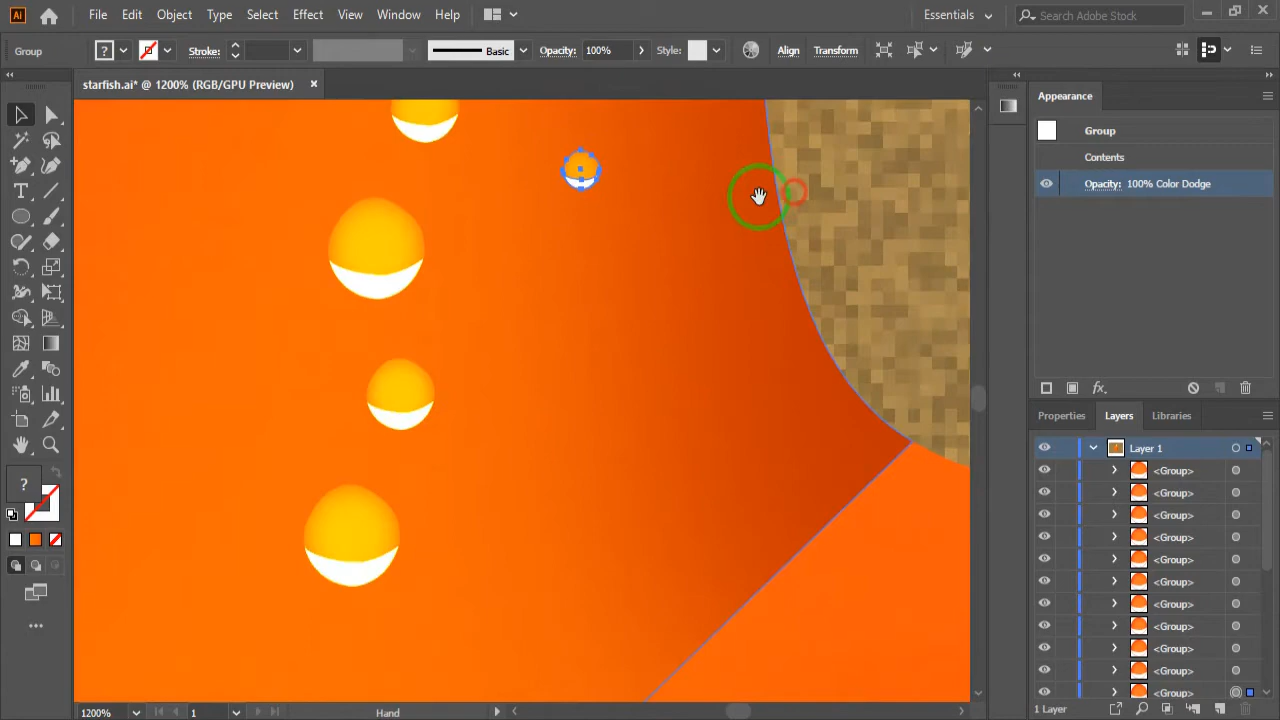 Ai File Edit Object Type Select Effect View Window Help Essentials Search Adobe Stock
Group ? Stroke: Basic Opacity: 100% Style: Align Transform
starfish.ai* @ 1200% (RGB/GPU Preview) ×
Appearance
Group
Contents
Opacity: 100% Color Dodge
fx
Properties Layers Libraries
Layer 1
<Group>
<Group>
<Group>
<Group>
<Group>
<Group>
<Group>
<Group>
<Group>
<Group>
<Group>
?
1200% 1 Hand 1 Layer